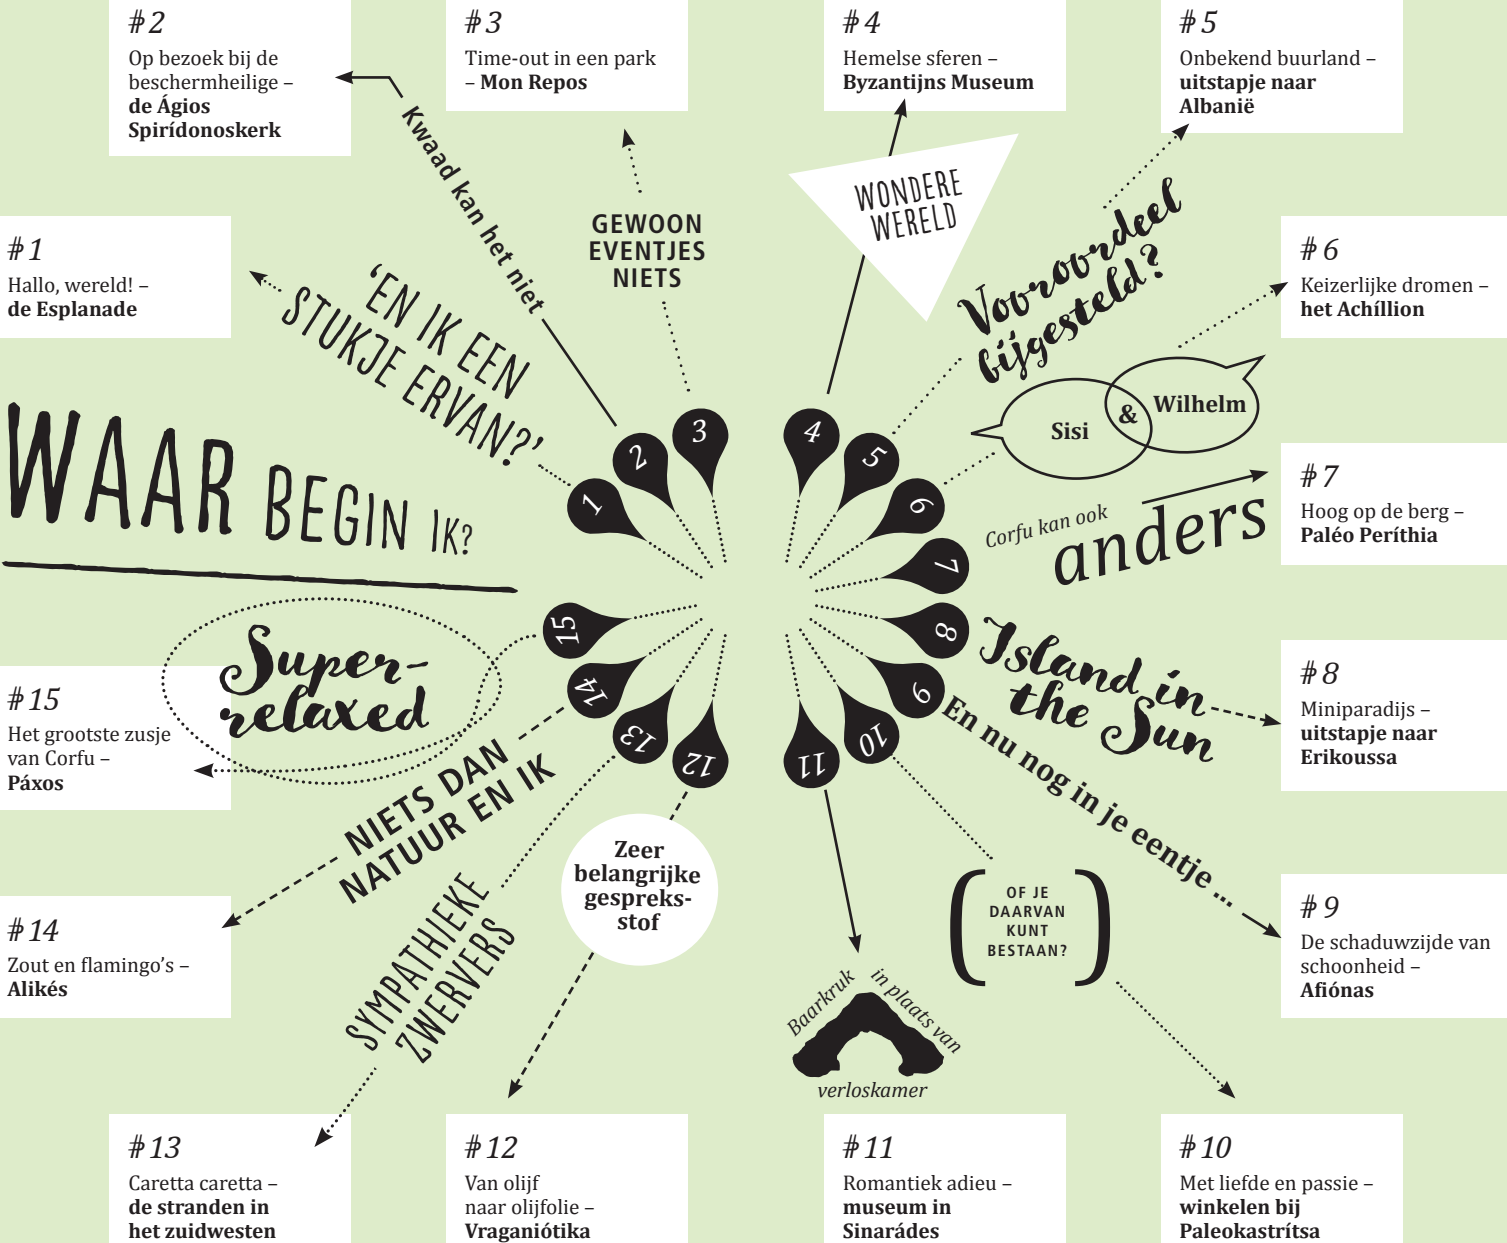 #2
Op bezoek bij de
beschermheilige –
de Ágios
Spirídonoskerk
#3
Time-out in een park
– Mon Repos
#4
Hemelse sferen –
Byzantijns Museum
#5
Onbekend buurland –
uitstapje naar
Albanië
Kwaad kan het niet
GEWOON
EVENTJES
NIETS
WONDERE
WERELD
Vooroordeel
bijgesteld?
#1
Hallo, wereld! –
de Esplanade
'EN IK EEN
STUKJE ERVAN?'
#6
Keizerlijke dromen –
het Achíllion
Sisi
&
Wilhelm
WAAR BEGIN IK?
1
2
3
4
5
6
7
8
9
10
11
12
13
14
15
Corfu kan ook
anders
#7
Hoog op de berg –
Paléo Períthia
Super-
relaxed
Island in
the Sun
#8
Miniparadijs –
uitstapje naar
Erikoussa
#15
Het grootste zusje
van Corfu –
Páxos
NIETS DAN
NATUUR EN IK
En nu nog in je eentje ...
Zeer
belangrijke
gespreks-
stof
OF JE
DAARVAN
KUNT
BESTAAN?
#9
De schaduwzijde van
schoonheid –
Afiónas
#14
Zout en flamingo's –
Alikés
SYMPATHIEKE
ZWERVERS
Baarkruk in plaats van
verloskamer
#13
Caretta caretta –
de stranden in
het zuidwesten
#12
Van olijf
naar olijfolie –
Vraganiótika
#11
Romantiek adieu –
museum in
Sinarádes
#10
Met liefde en passie –
winkelen bij
Paleokastrítsa